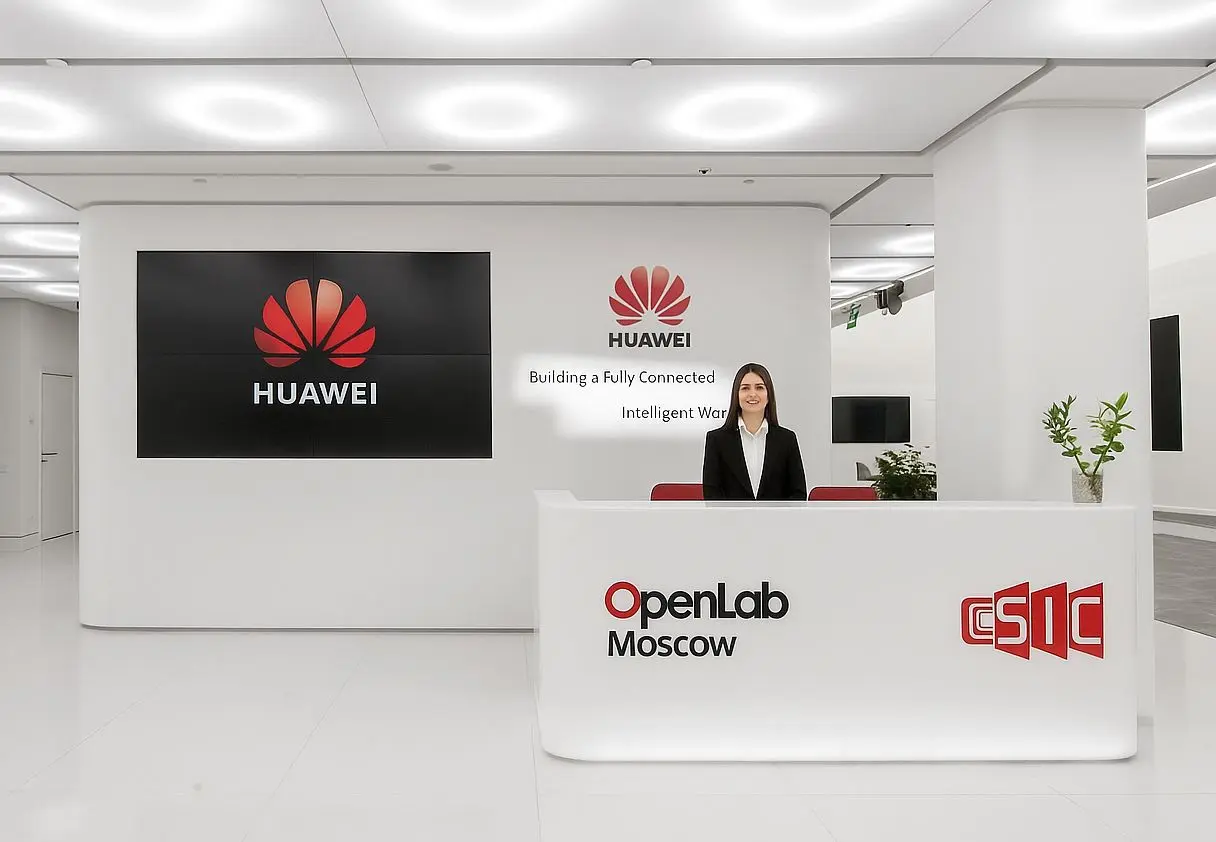 HUAWEI
HUAWEI
Building a Fully Connected
Intelligent War
OpenLab
Moscow
CSIC